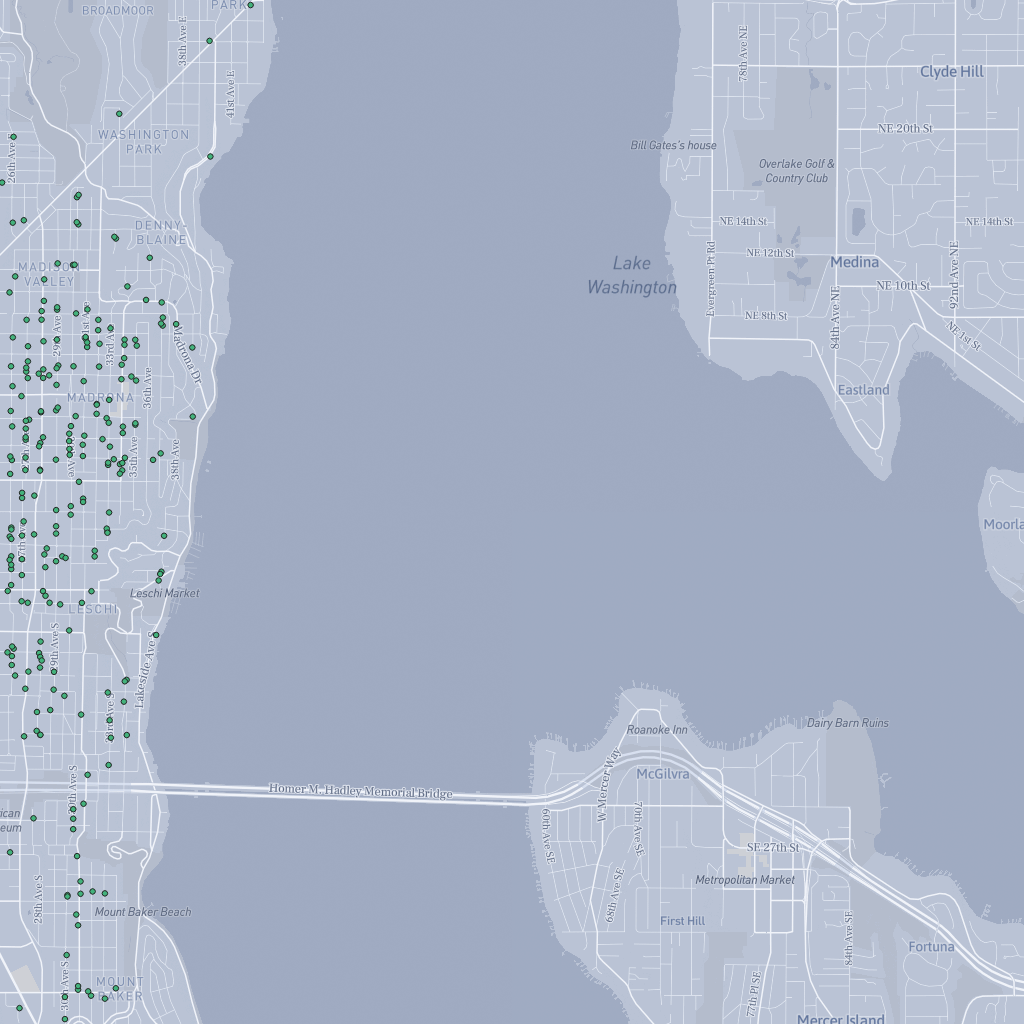 BROADMOOR
PARK
38th Ave E
41st Ave E
78th Ave NE
Clyde Hill
WASHINGTON
PARK
26th Ave E
NE 20th St
Bill Gates's house
Overlake Golf &
Country Club
DENNY-
BLAINE
NE 14th St
NE 14th St
Evergreen Pt Rd
NE 12th St
Medina
92nd Ave NE
MADISON
VALLEY
Lake
Washington
NE 10th St
84th Ave NE
NE 8th St
NE 1st St
29th Ave
33rd Ave
Madrona Dr
36th Ave
MADRONA
Eastland
35th Ave
38th Ave
Leschi Market
LESCHI
29th Ave S
Lakeside Ave S
33rd Ave S
Roanoke Inn
Dairy Barn Ruins
McGilvra
W Mercer Way
Homer M. Hadley Memorial Bridge
30th Ave S
60th Ave SE
70th Ave SE
SE 27th St
Metropolitan Market
68th Ave SE
28th Ave S
Mount Baker Beach
First Hill
84th Ave SE
Fortuna
MOUNT
BAKER
30th Ave S
77th Pl SE
Mercer Island